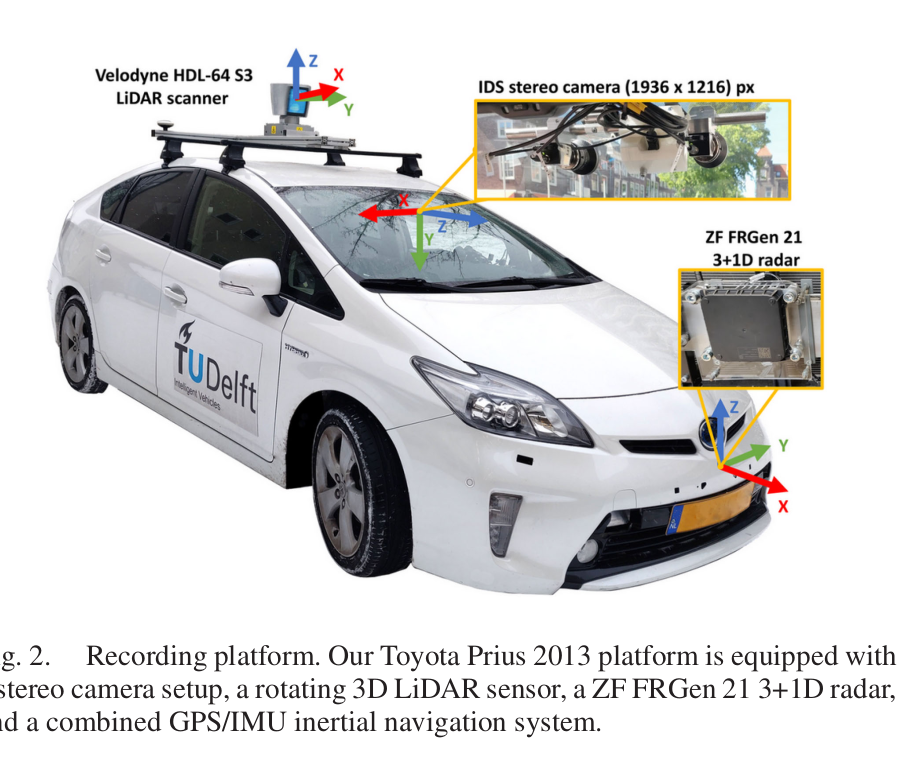 Velodyne HDL-64 S3
LiDAR scanner
Z
X
Y
IDS stereo camera (1936 x 1216) px
X
Z
Y
ZF FRGen 21
3+1D radar
TUDelft
Intelligent Vehicles
Z
Y
X
g. 2. Recording platform. Our Toyota Prius 2013 platform is equipped with
stereo camera setup, a rotating 3D LiDAR sensor, a ZF FRGen 21 3+1D radar,
nd a combined GPS/IMU inertial navigation system.